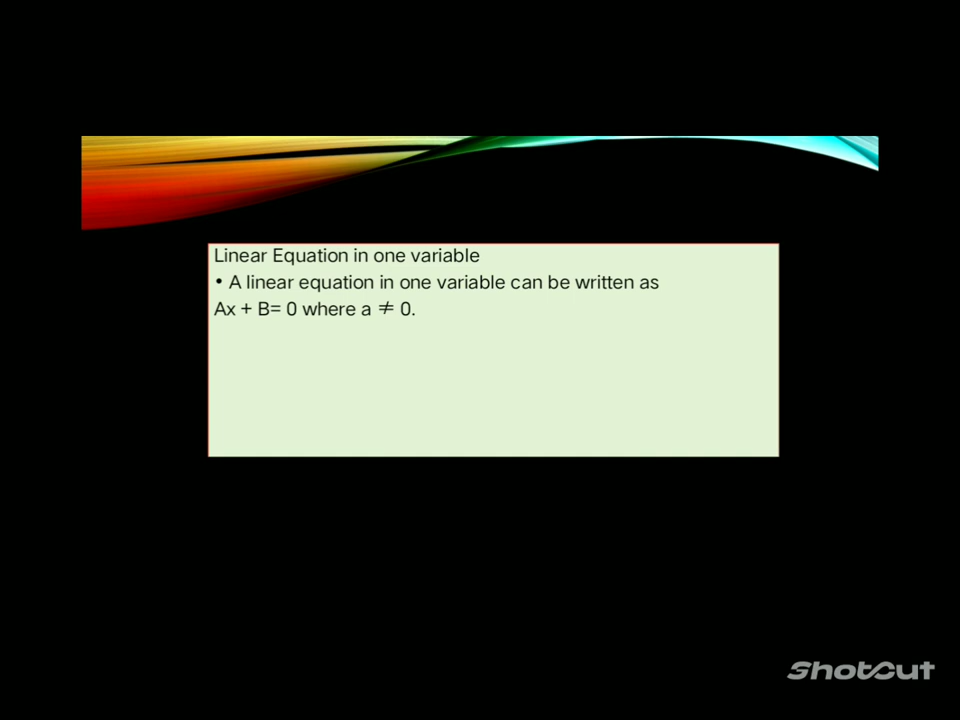 Linear Equation in one variable
• A linear equation in one variable can be written as
Ax + B= 0 where a ≠ 0.
Shotcut